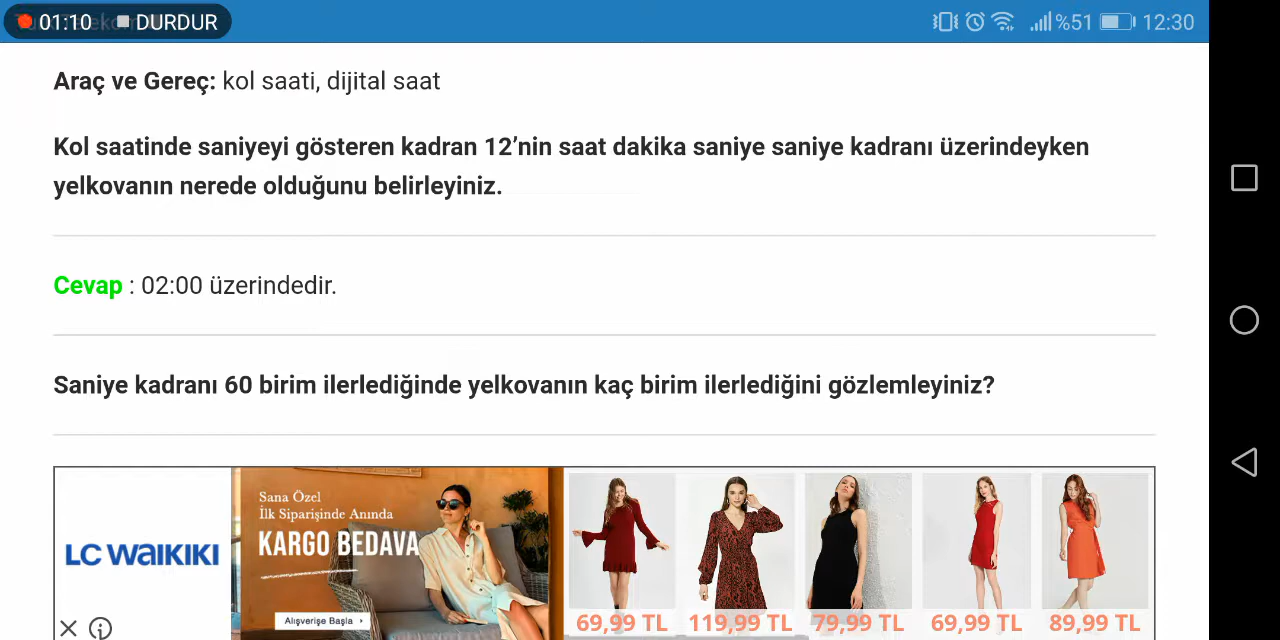 01:10 DURDUR
%51 12:30
Araç ve Gereç: kol saati, dijital saat
Kol saatinde saniyeyi gösteren kadran 12’nin saat dakika saniye saniye kadranı üzerindeyken
yelkovanın nerede olduğunu belirleyiniz.
Cevap : 02:00 üzerindedir.
Saniye kadranı 60 birim ilerlediğinde yelkovanın kaç birim ilerlediğini gözlemleyiniz?
LC WAIKIKI
Sana Özel
İlk Siparişinde Anında
KARGO BEDAVA
Alışverişe Başla
69,99 TL 119,99 TL 79,99 TL 69,99 TL 89,99 TL